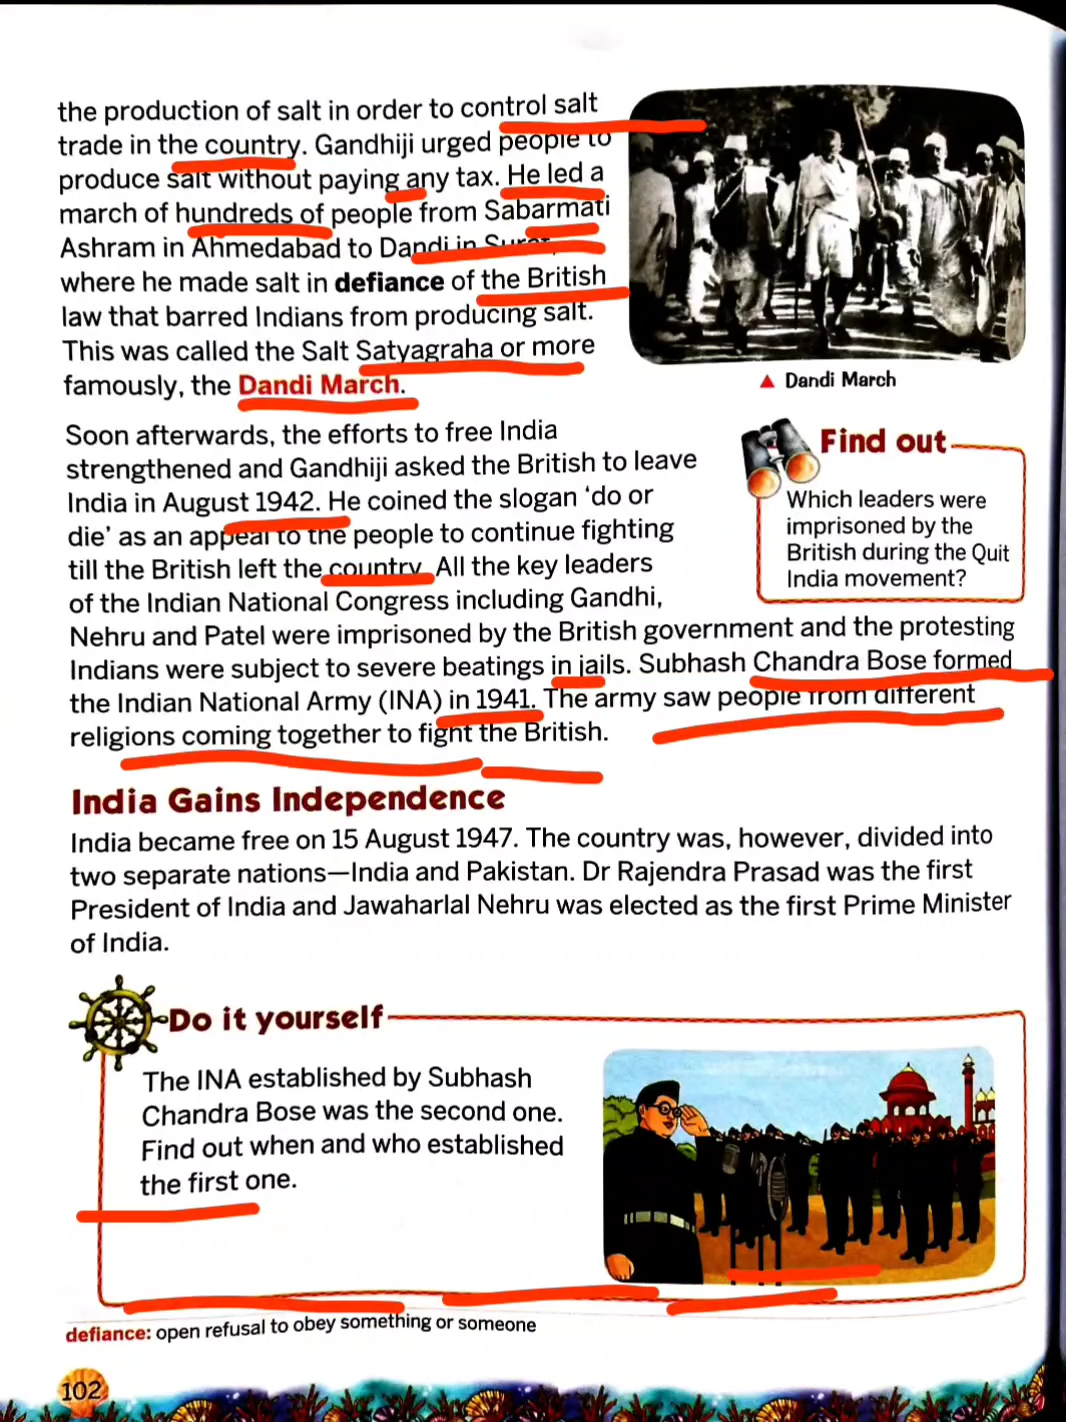 the production of salt in order to control salt
trade in the country. Gandhiji urged people to
produce salt without paying any tax. He led a
march of hundreds of people from Sabarmati
Ashram in Ahmedabad to Dandi in Surat,
where he made salt in defiance of the British
law that barred Indians from producing salt.
This was called the Salt Satyagraha or more
famously, the Dandi March.
▲ Dandi March
Soon afterwards, the efforts to free India
strengthened and Gandhiji asked the British to leave
India in August 1942. He coined the slogan ‘do or
die’ as an appeal to the people to continue fighting
till the British left the country. All the key leaders
of the Indian National Congress including Gandhi,
Nehru and Patel were imprisoned by the British government and the protesting
Indians were subject to severe beatings in jails. Subhash Chandra Bose formed
the Indian National Army (INA) in 1941. The army saw people from different
religions coming together to fight the British.
Find out
Which leaders were
imprisoned by the
British during the Quit
India movement?
India Gains Independence
India became free on 15 August 1947. The country was, however, divided into
two separate nations—India and Pakistan. Dr Rajendra Prasad was the first
President of India and Jawaharlal Nehru was elected as the first Prime Minister
of India.
Do it yourself
The INA established by Subhash
Chandra Bose was the second one.
Find out when and who established
the first one.
defiance: open refusal to obey something or someone
102